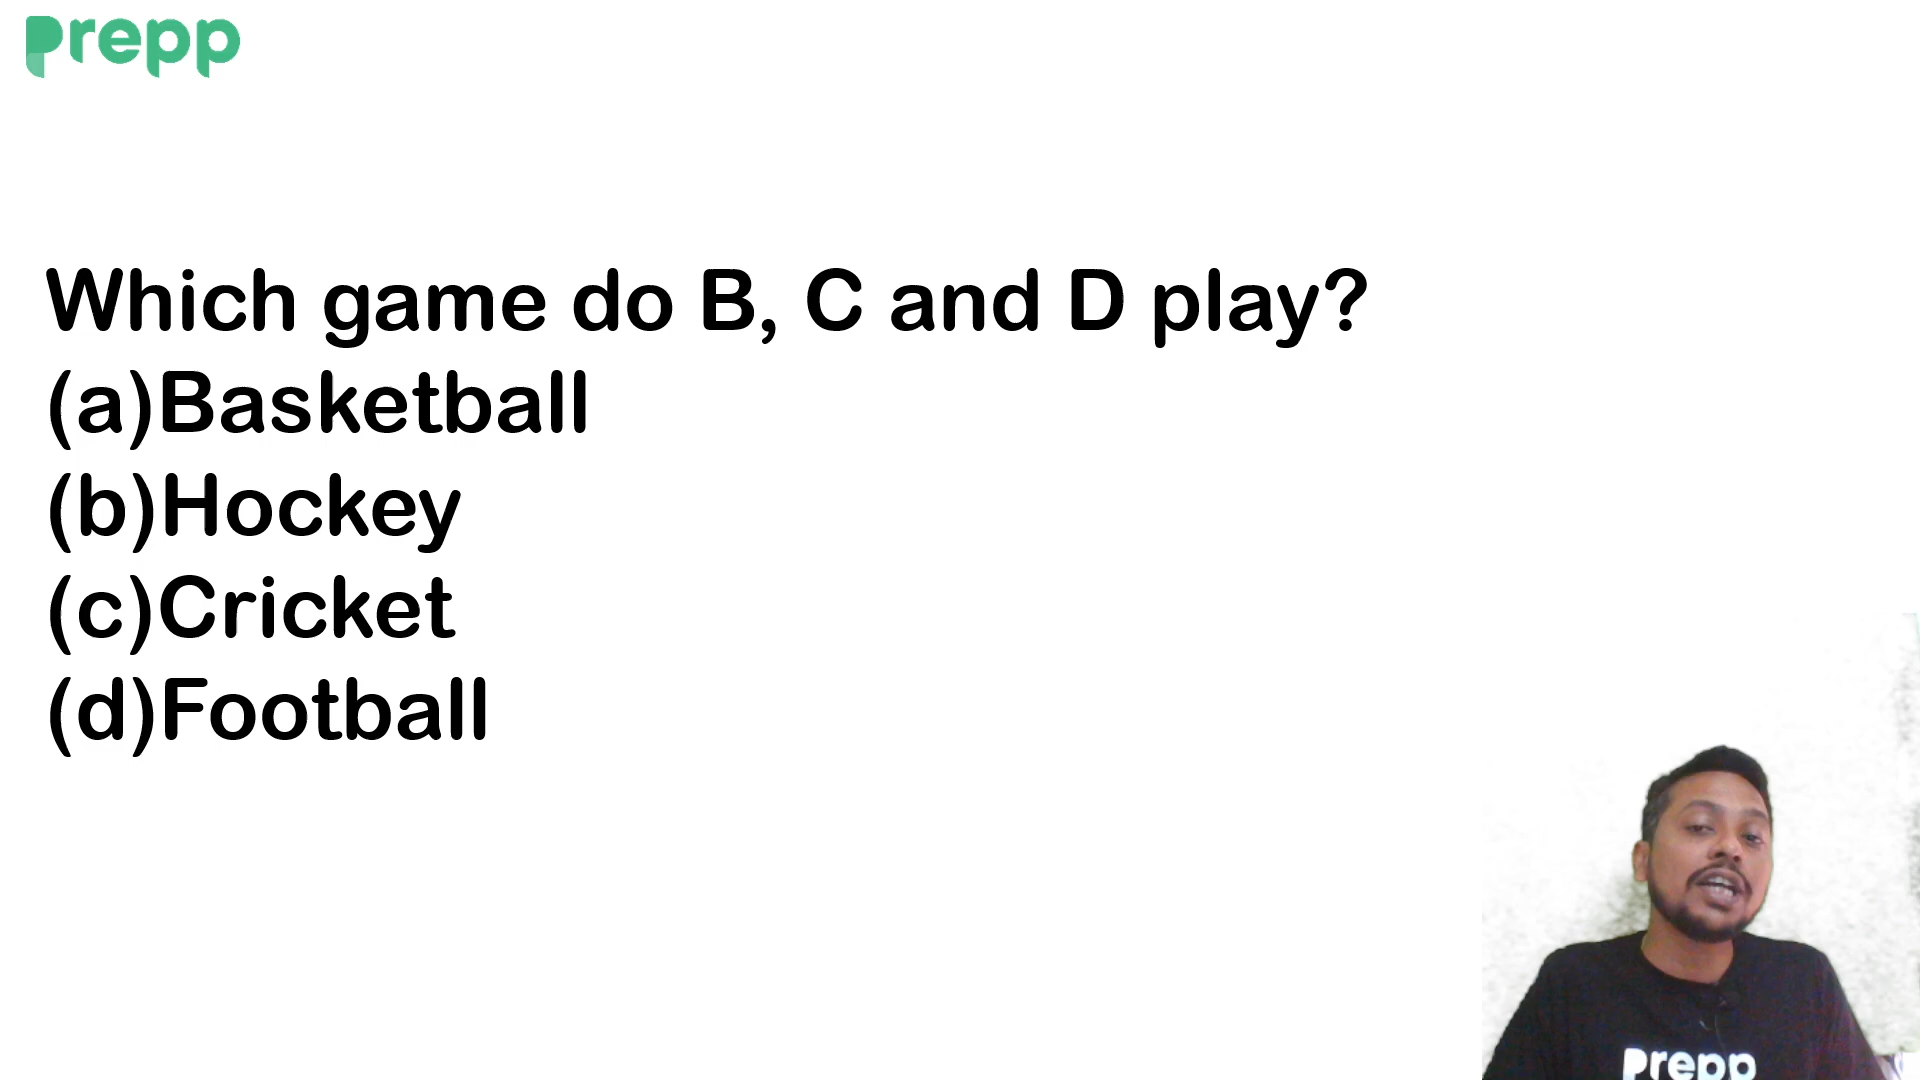 prepp
Which game do B, C and D play?
(a)Basketball
(b)Hockey
(c)Cricket
(d)Football
prepp